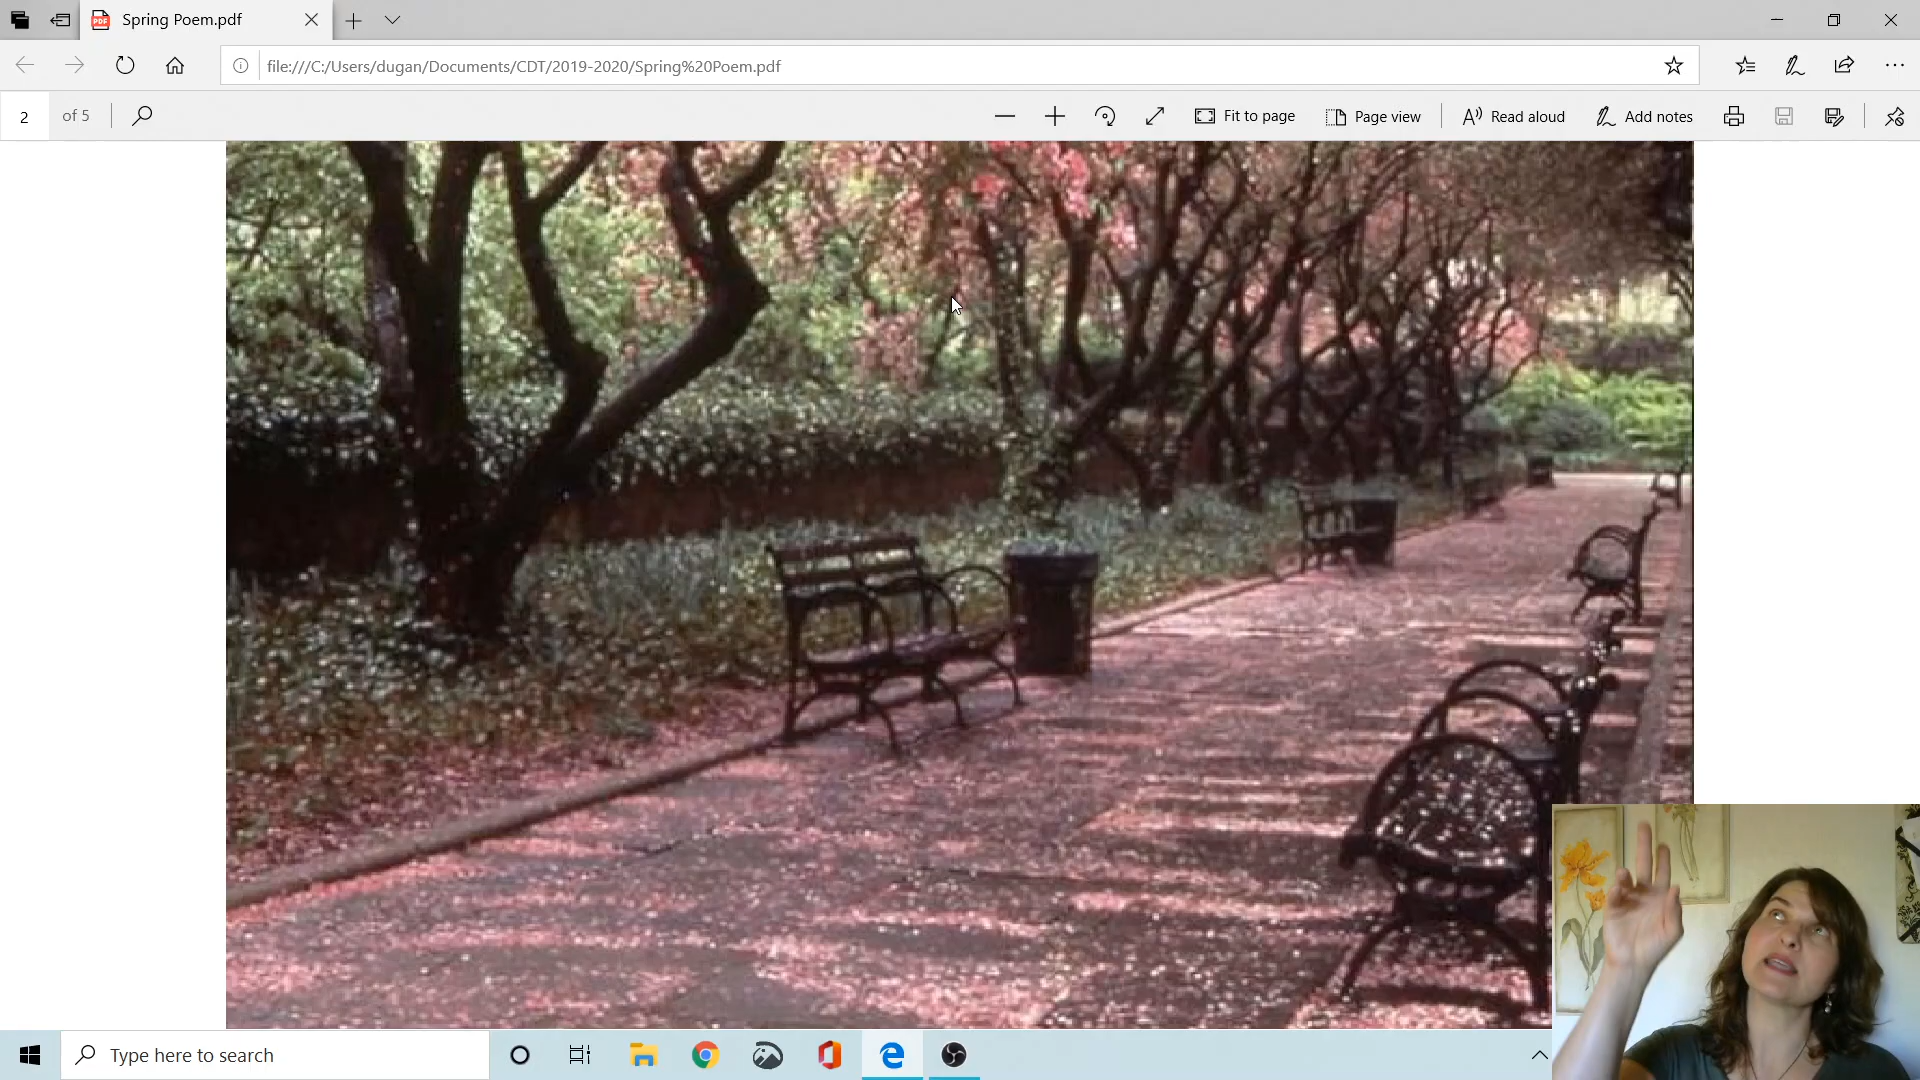 Spring Poem.pdf
file:///C:/Users/dugan/Documents/CDT/2019-2020/Spring%20Poem.pdf
2 of 5
Fit to page
Page view
Read aloud
Add notes
Type here to search